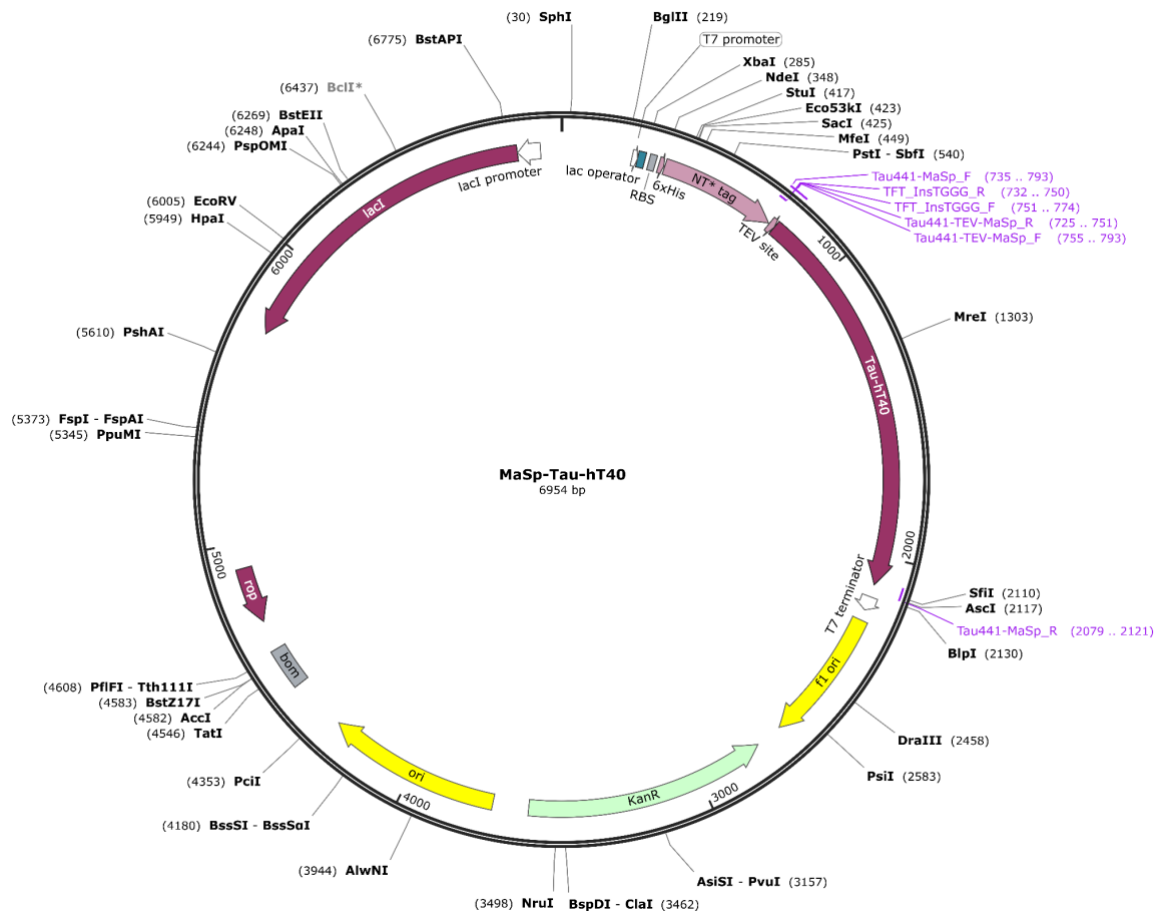 (30) SphI
BglII (219)
T7 promoter
XbaI (285)
NdeI (348)
StuI (417)
Eco53kI (423)
SacI (425)
MfeI (449)
PstI - SbfI (540)
Tau441-MaSp_F (735 .. 793)
TFT_InsTGGG_R (732 .. 750)
TFT_InsTGGG_F (751 .. 774)
Tau441-TEV-MaSp_R (725 .. 751)
Tau441-TEV-MaSp_F (755 .. 793)
MreI (1303)
SfiI (2110)
AscI (2117)
Tau441-MaSp_R (2079 .. 2121)
BlpI (2130)
DraIII (2458)
PsiI (2583)
AsiSI - PvuI (3157)
BspDI - ClaI (3462)
(3498) NruI
(3944) AlwNI
(4180) BssSI - BssSαI
(4353) PciI
(4546) TatI
(4582) AccI
(4583) BstZ17I
(4608) PflFI - Tth111I
(5345) PpuMI
(5373) FspI - FspAI
(5610) PshAI
(5949) HpaI
(6005) EcoRV
(6244) PspOMI
(6248) ApaI
(6269) BstEII
(6437) BclI*
(6775) BstAPI
lacI promoter
lac operator
RBS
6xHis
NT* tag
TEV site
Tau-hT40
T7 terminator
f1 ori
KanR
ori
bom
rop
lacI
1000
2000
3000
4000
5000
6000
MaSp-Tau-hT40
6954 bp